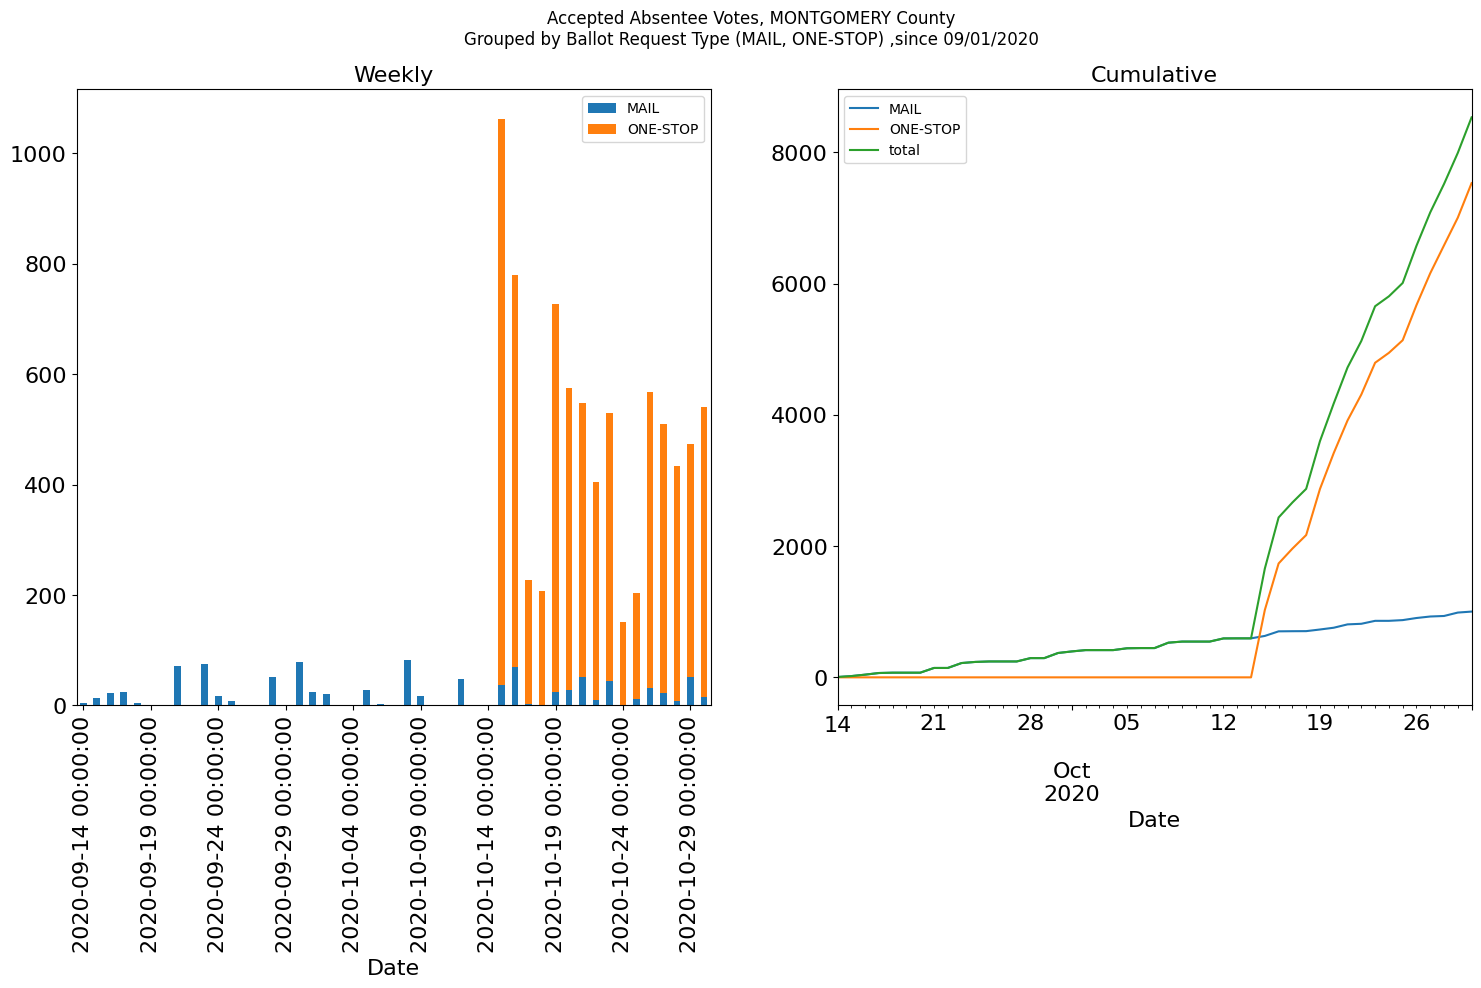 Accepted Absentee Votes, MONTGOMERY County
Grouped by Ballot Request Type (MAIL, ONE-STOP) ,since 09/01/2020
Weekly
MAIL
ONE-STOP
1000
800
600
400
200
0
2020-09-14 00:00:00
2020-09-19 00:00:00
2020-09-24 00:00:00
2020-09-29 00:00:00
2020-10-04 00:00:00
2020-10-09 00:00:00
2020-10-14 00:00:00
2020-10-19 00:00:00
2020-10-24 00:00:00
2020-10-29 00:00:00
Date
Cumulative
MAIL
ONE-STOP
total
8000
6000
4000
2000
0
14 21 28 05 12 19 26
Oct
2020
Date